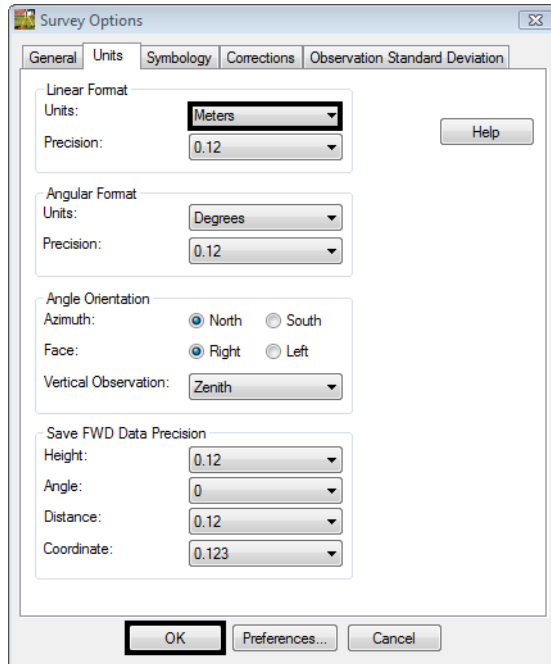 Survey Options
General Units Symbology Corrections Observation Standard Deviation
Linear Format
Units: Meters
Help
Precision: 0.12
Angular Format
Units: Degrees
Precision: 0.12
Angle Orientation
Azimuth: North South
Face: Right Left
Vertical Observation: Zenith
Save FWD Data Precision
Height: 0.12
Angle: 0
Distance: 0.12
Coordinate: 0.123
OK Preferences... Cancel